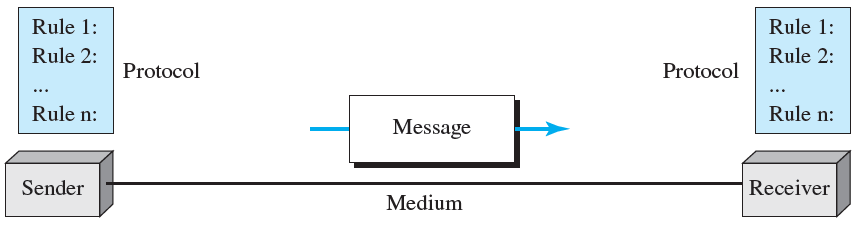 Rule 1:
Rule 2:
...
Rule n:
Protocol
Protocol
Rule 1:
Rule 2:
...
Rule n:
Message
Sender
Medium
Receiver